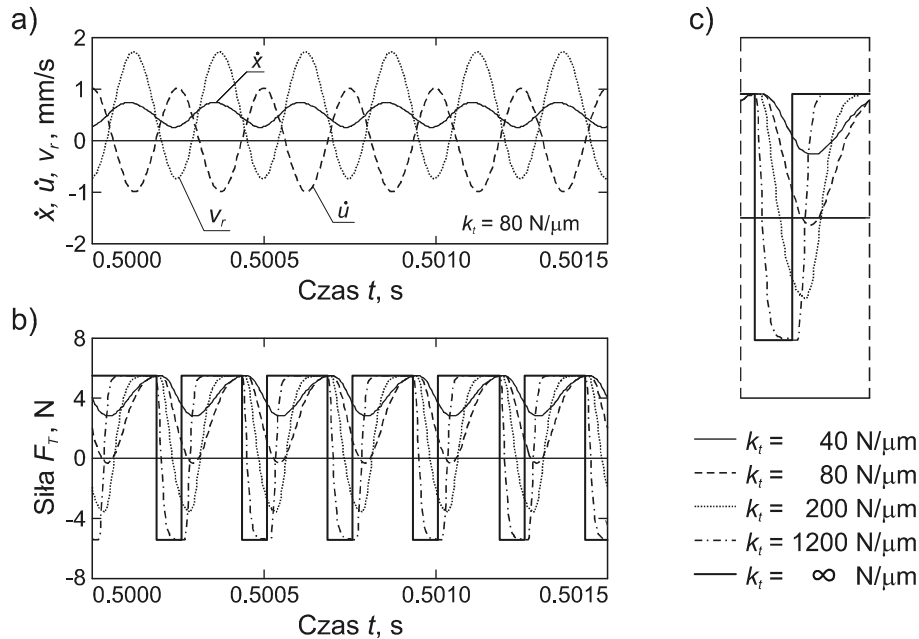 a)
ẋ, u̇, vᵣ, mm/s
2
1
0
-1
-2
ẋ
vᵣ
u̇
kₜ = 80 N/μm
0.5000
0.5005
0.5010
0.5015
Czas t, s
b)
Siła F_T, N
8
4
0
-4
-8
0.5000
0.5005
0.5010
0.5015
Czas t, s
c)
kₜ = 40 N/μm
kₜ = 80 N/μm
kₜ = 200 N/μm
kₜ = 1200 N/μm
kₜ = ∞ N/μm